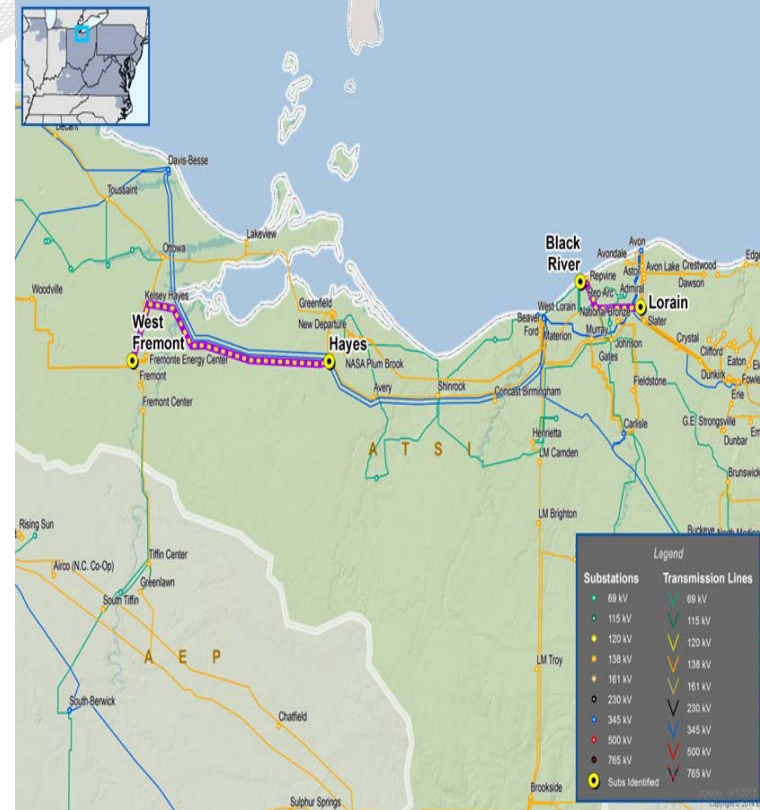 Davis-Besse
Toussaint
Lakeview
Ottowa
Woodville
Kelsey Hayes
Greenfield
New Departure
West
Fremont
Fremonte Energy Center
Fremont
Fremont Center
Hayes
NASA Plum Brook
Avery
Shinrock
Black
River
Avon
Avondale
Repvine
Avon Lake
Crestwood
Dawson
Rep Arc
Admiral
Lorain
West Lorain
National Bronze
Slater
Beaver
Ford
Materion
Murray
Johnson
Crystal
Gates
Clifford
Eaton
Dunkirk
Fowle
Erie
Fieldstone
Concast Birmingham
G.E. Strongsville
Carlisle
Dunbar
Henrietta
LM Camden
Brunswick
A T S I
LM Brighton
Rising Sun
Airco (N.C. Co-Op)
Tiffin Center
Greenlawn
South Tiffin
A E P
South Berwick
Chatfield
LM Troy
Sulphur Springs
Brookside
Legend
Substations
Transmission Lines
69 kV
69 kV
115 kV
115 kV
120 kV
120 kV
138 kV
138 kV
161 kV
161 kV
230 kV
230 kV
345 kV
345 kV
500 kV
500 kV
765 kV
765 kV
Subs Identified